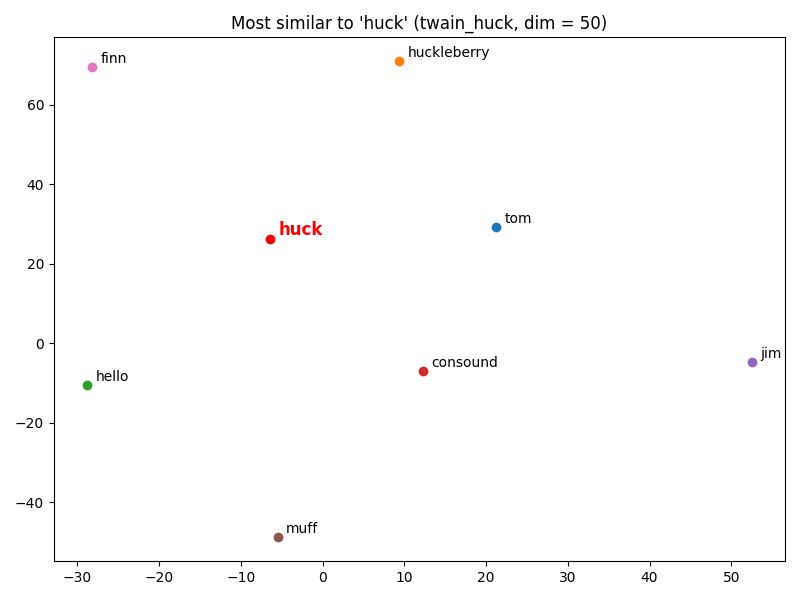 Most similar to 'huck' (twain_huck, dim = 50)
finn
huckleberry
60
40
tom
huck
20
0
jim
consound
hello
−20
−40
muff
−30 −20 −10 0 10 20 30 40 50